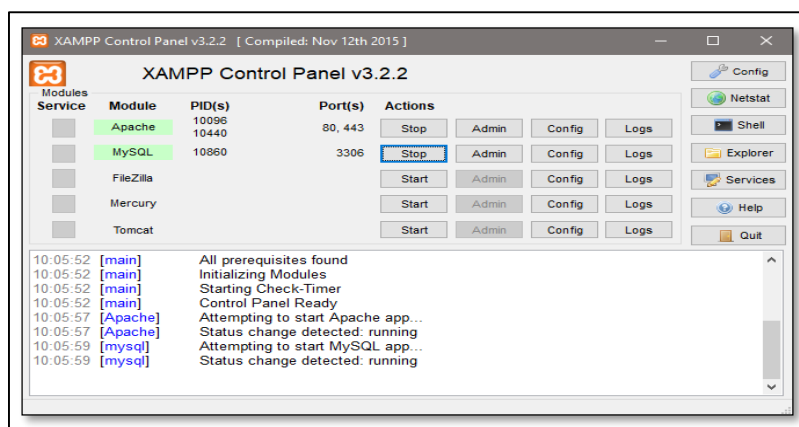 XAMPP Control Panel v3.2.2 [ Compiled: Nov 12th 2015 ]
XAMPP Control Panel v3.2.2
Config
Modules
Service Module PID(s) Port(s) Actions
Netstat
Apache 10096 10440 80, 443 Stop Admin Config Logs
Shell
MySQL 10860 3306 Stop Admin Config Logs
Explorer
FileZilla Start Admin Config Logs
Services
Mercury Start Admin Config Logs
Help
Tomcat Start Admin Config Logs
Quit
10:05:52 [main] All prerequisites found
10:05:52 [main] Initializing Modules
10:05:52 [main] Starting Check-Timer
10:05:52 [main] Control Panel Ready
10:05:57 [Apache] Attempting to start Apache app...
10:05:57 [Apache] Status change detected: running
10:05:59 [mysql] Attempting to start MySQL app...
10:05:59 [mysql] Status change detected: running